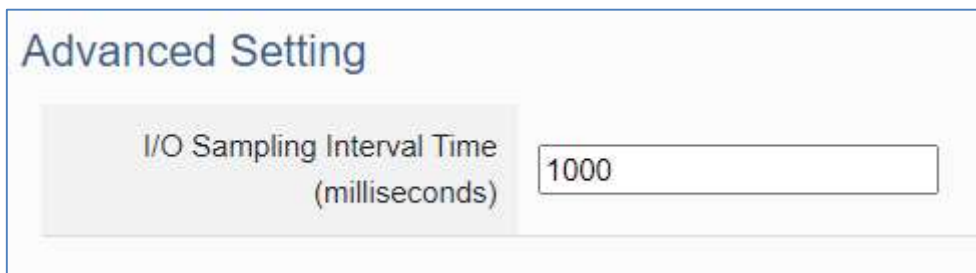 Advanced Setting
I/O Sampling Interval Time
(milliseconds)
1000